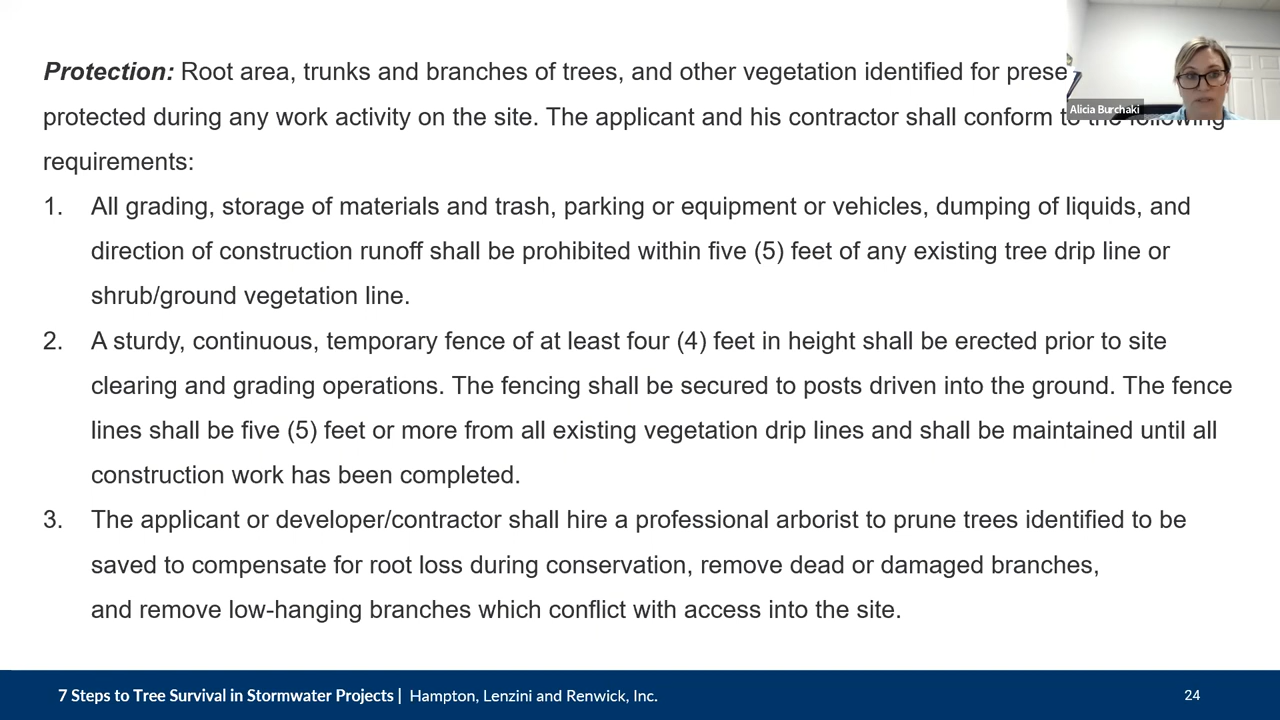 Protection: Root area, trunks and branches of trees, and other vegetation identified for prese
protected during any work activity on the site. The applicant and his contractor shall conform to the following
requirements:
1. All grading, storage of materials and trash, parking or equipment or vehicles, dumping of liquids, and
direction of construction runoff shall be prohibited within five (5) feet of any existing tree drip line or
shrub/ground vegetation line.
2. A sturdy, continuous, temporary fence of at least four (4) feet in height shall be erected prior to site
clearing and grading operations. The fencing shall be secured to posts driven into the ground. The fence
lines shall be five (5) feet or more from all existing vegetation drip lines and shall be maintained until all
construction work has been completed.
3. The applicant or developer/contractor shall hire a professional arborist to prune trees identified to be
saved to compensate for root loss during conservation, remove dead or damaged branches,
and remove low-hanging branches which conflict with access into the site.
Alicia Burchaki
7 Steps to Tree Survival in Stormwater Projects | Hampton, Lenzini and Renwick, Inc.
24